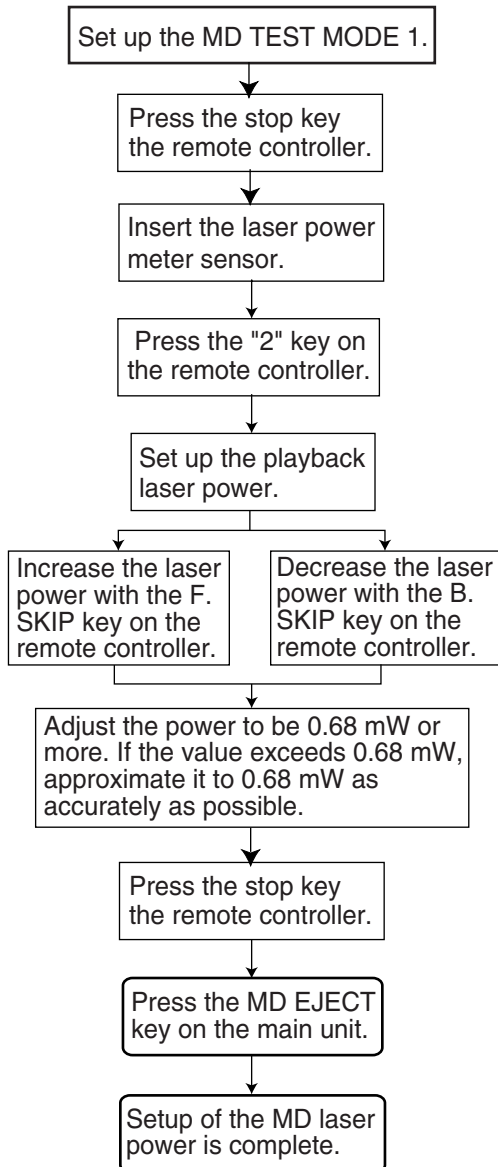 Set up the MD TEST MODE 1.
Press the stop key
the remote controller.
Insert the laser power
meter sensor.
Press the "2" key on
the remote controller.
Set up the playback
laser power.
Increase the laser
power with the F.
SKIP key on the
remote controller.
Decrease the laser
power with the B.
SKIP key on the
remote controller.
Adjust the power to be 0.68 mW or
more. If the value exceeds 0.68 mW,
approximate it to 0.68 mW as
accurately as possible.
Press the stop key
the remote controller.
Press the MD EJECT
key on the main unit.
Setup of the MD laser
power is complete.